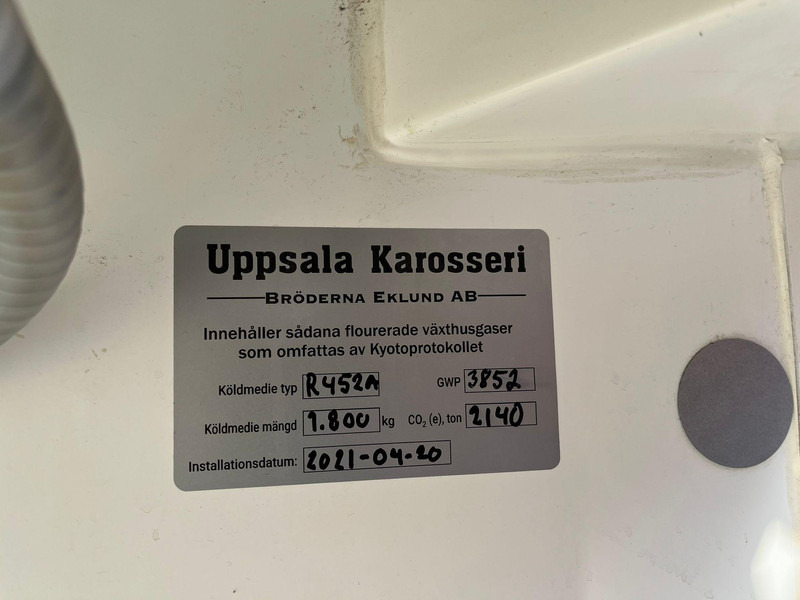 Uppsala Karosseri
BRÖDERNA EKLUND AB
Innehåller sådana flourerade växthusgaser
som omfattas av Kyotoprotokollet
Köldmedie typ R452A GWP 3852
Köldmedie mängd 1.800 kg CO₂ (e), ton 2140
Installationsdatum: 2021-04-20